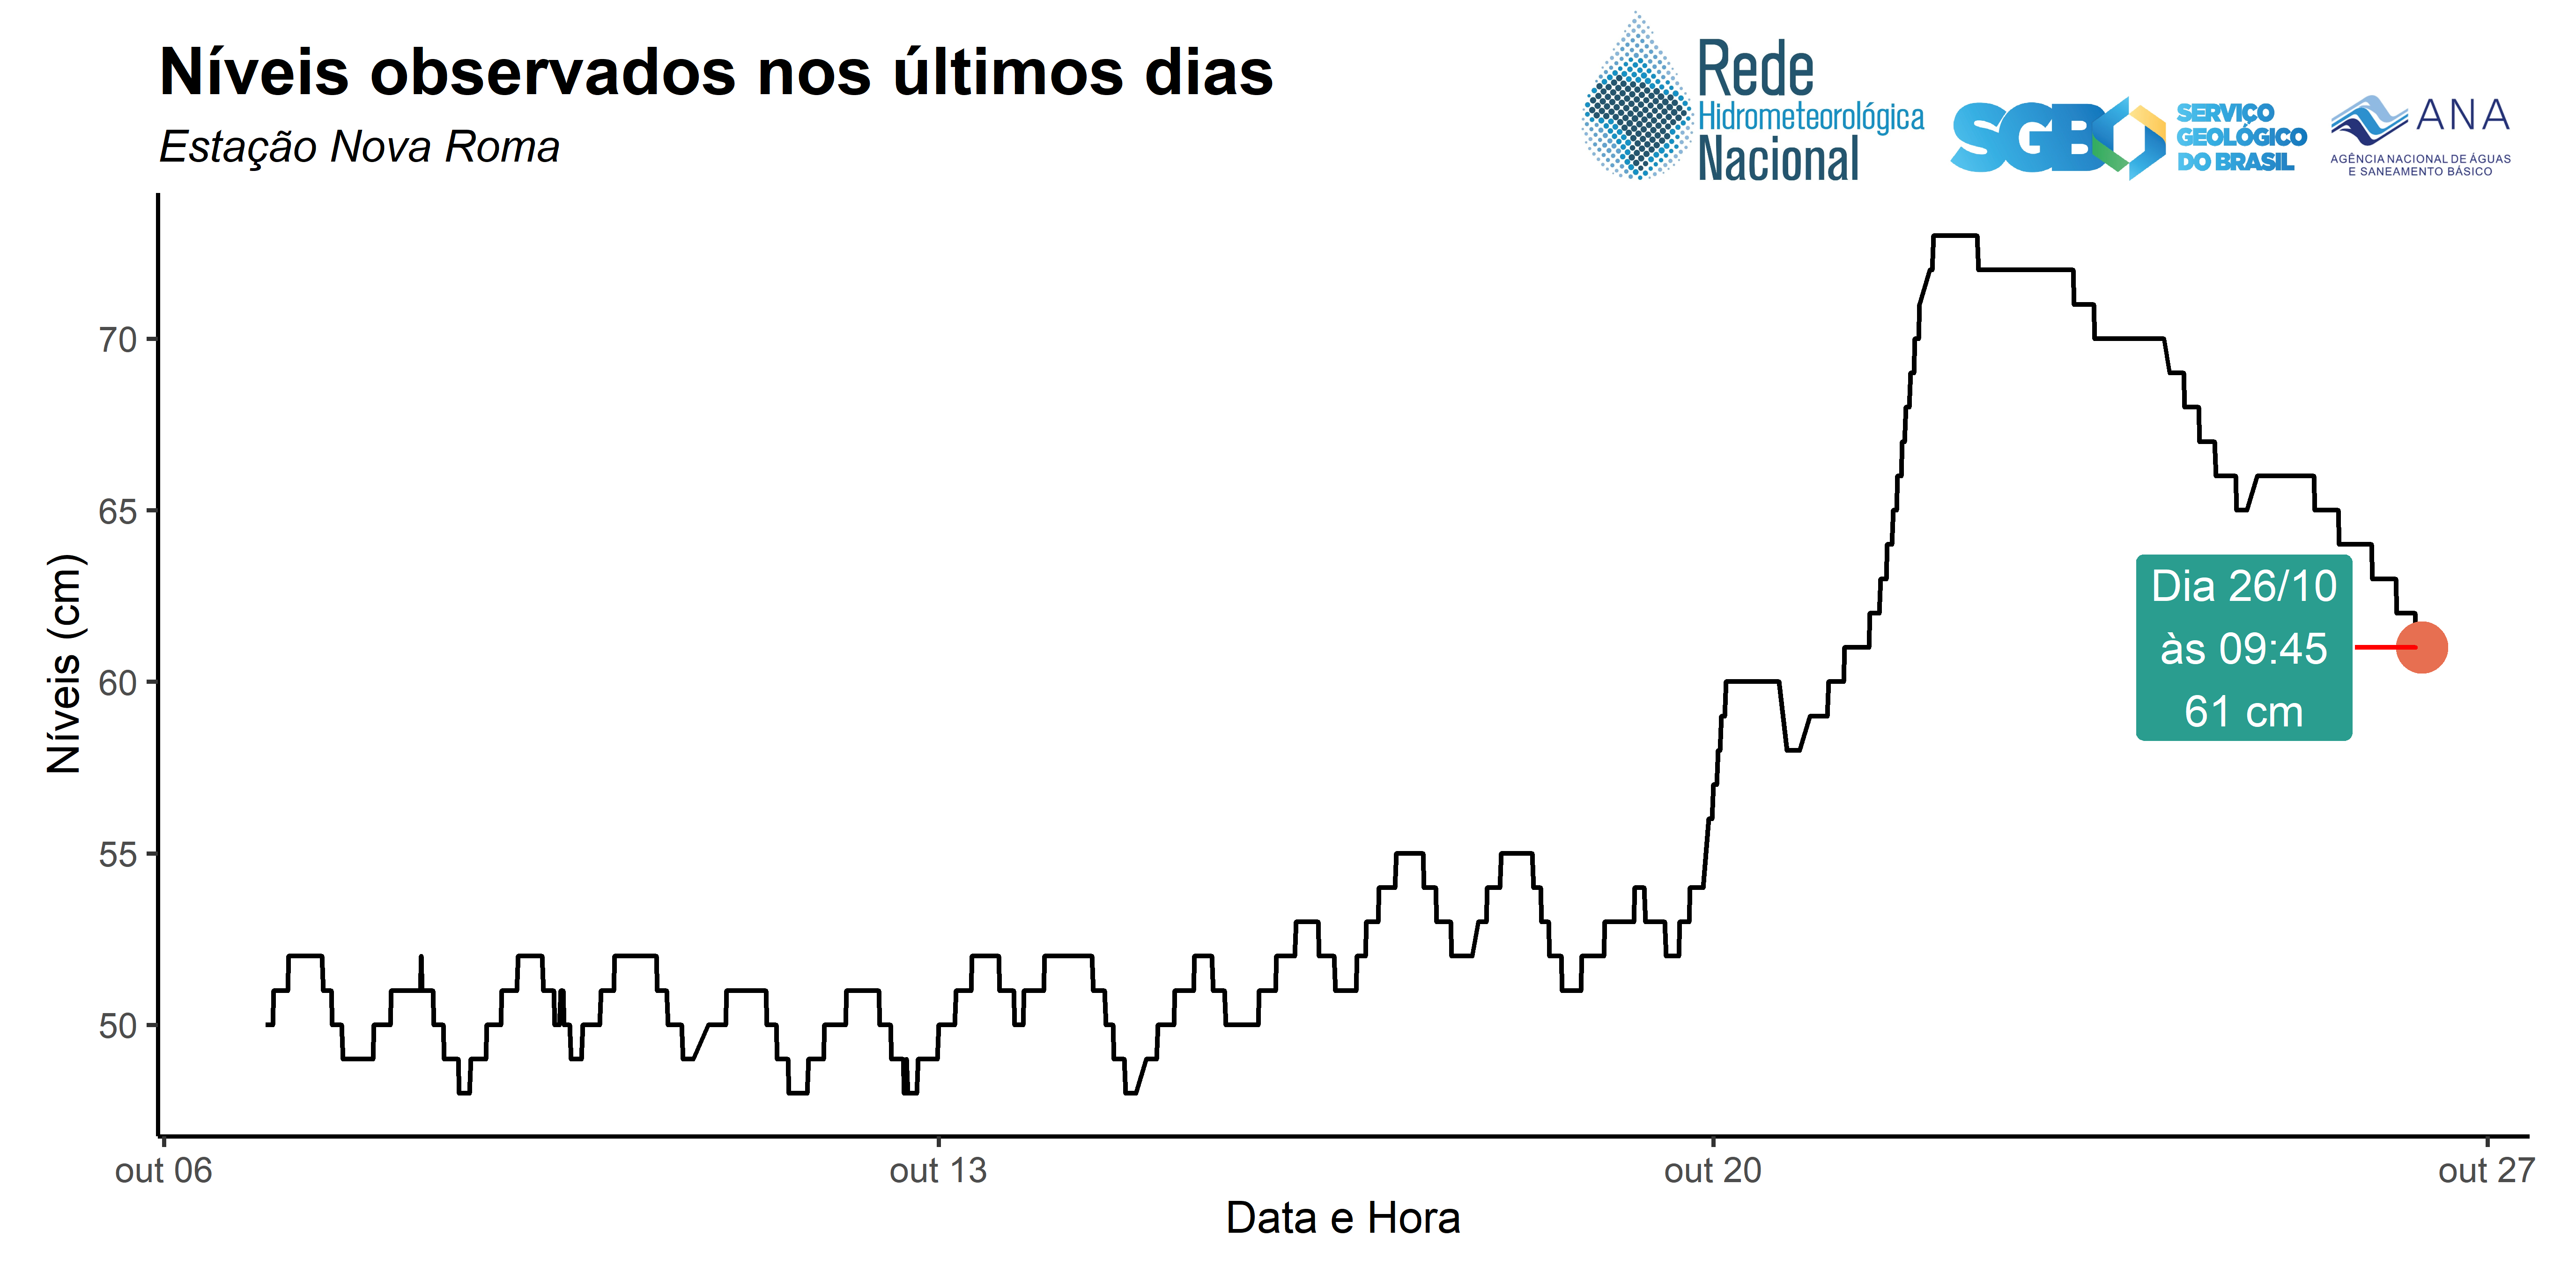 Níveis observados nos últimos dias
Estação Nova Roma
Rede
Hidrometeorológica
Nacional
SGB
SERVIÇO
GEOLÓGICO
DO BRASIL
ANA
AGÊNCIA NACIONAL DE ÁGUAS
E SANEAMENTO BÁSICO
Níveis (cm)
70
65
60
55
50
Dia 26/10
às 09:45
61 cm
out 06
out 13
out 20
out 27
Data e Hora